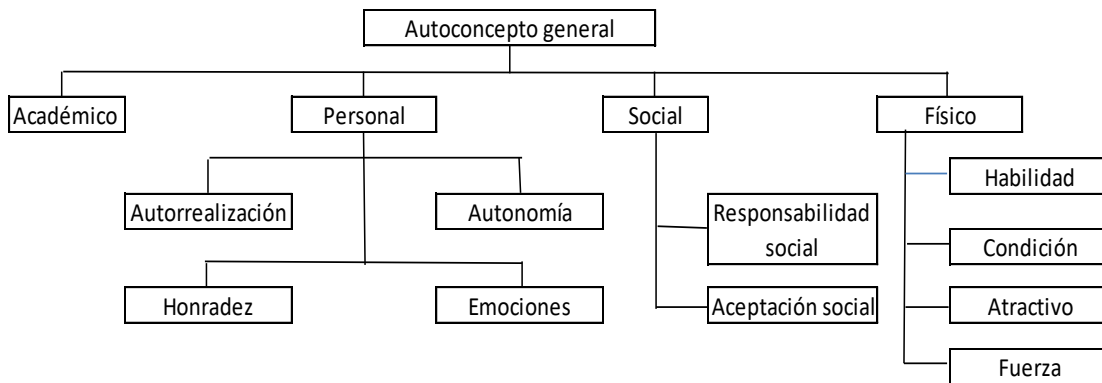 Autoconcepto general
Académico
Personal
Social
Físico
Habilidad
Autorrealización
Autonomía
Responsabilidad
social
Condición
Honradez
Emociones
Aceptación social
Atractivo
Fuerza